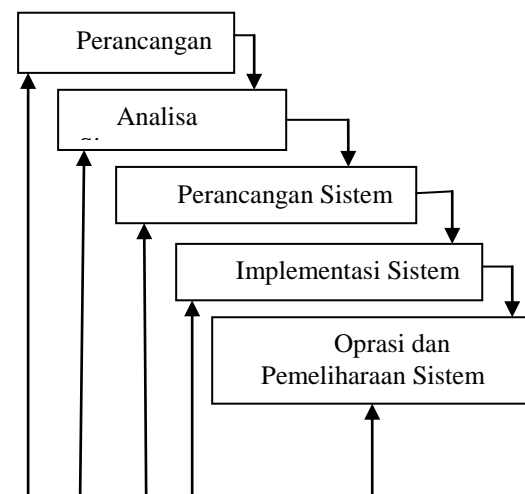 Perancangan
Analisa
Perancangan Sistem
Implementasi Sistem
Oprasi dan
Pemeliharaan Sistem